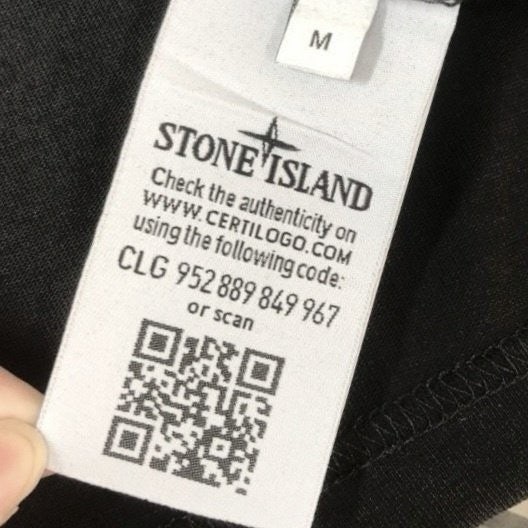 M
STONE ISLAND
Check the authenticity on
WWW.CERTILOGO.COM
using the following code:
CLG 952 889 849 967
or scan